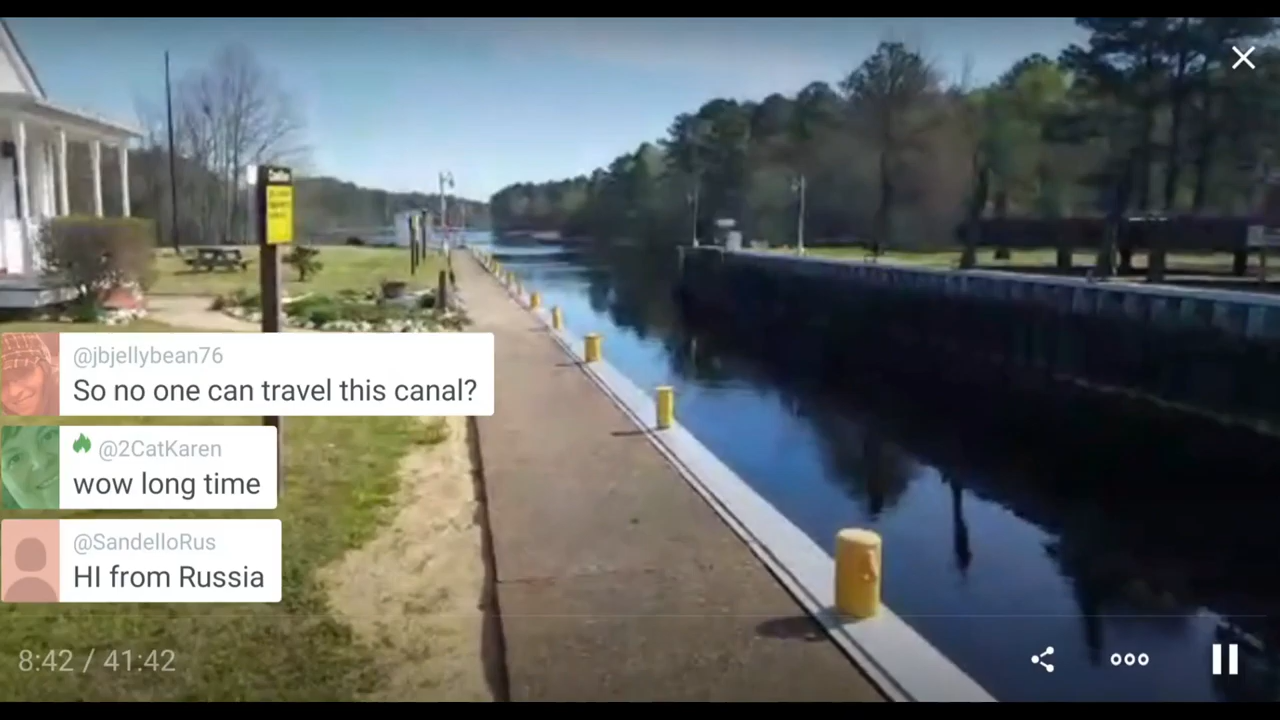 @jbjellybean76
So no one can travel this canal?
@2CatKaren
wow long time
@SandelloRus
HI from Russia
8:42 / 41:42